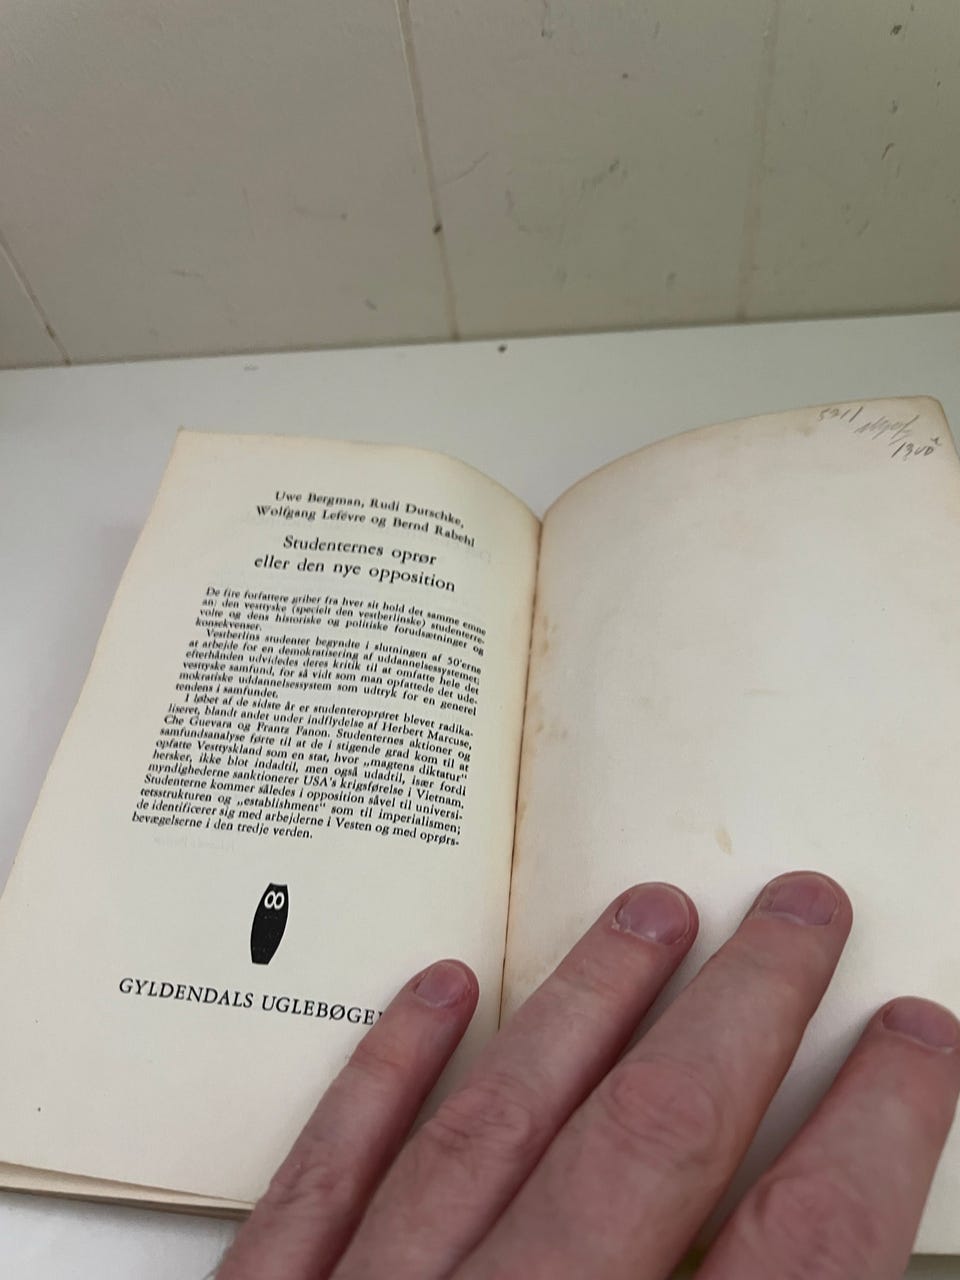 Uwe Bergman, Rudi Dutschke,
Wolfgang Lefévre og Bernd Rabehl
Studenternes oprør
eller den nye opposition
De fire forfattere griber fra hver sit hold det samme emne
an: den vesttyske (specielt den vestberlinske) studenterre-
volte og dens historiske og politiske forudsætninger og
konsekvenser.
Vestberlins studenter begyndte i slutningen af 50'erne
at arbejde for en demokratisering af uddannelsessystemet;
efterhånden udvidedes deres kritik til at omfatte hele det
vesttyske samfund, for så vidt som man opfattede det ude-
mokratiske uddannelsessystem som udtryk for en generel
tendens i samfundet.
I løbet af de sidste år er studenteroprøret blevet radika-
liseret, blandt andet under indflydelse af Herbert Marcuse,
Che Guevara og Frantz Fanon. Studenternes aktioner og
samfundsanalyse førte til at de i stigende grad kom til at
opfatte Vesttyskland som en stat, hvor „magtens diktatur"
hersker, ikke blot indadtil, men også udadtil, især fordi
myndighederne sanktionerer USA's krigsførelse i Vietnam.
Studenterne kommer således i opposition såvel til universi-
tetsstrukturen og „establishment" som til imperialismen;
de identificerer sig med arbejderne i Vesten og med oprørs-
bevægelserne i den tredje verden.
GYLDENDALS UGLEBØGE